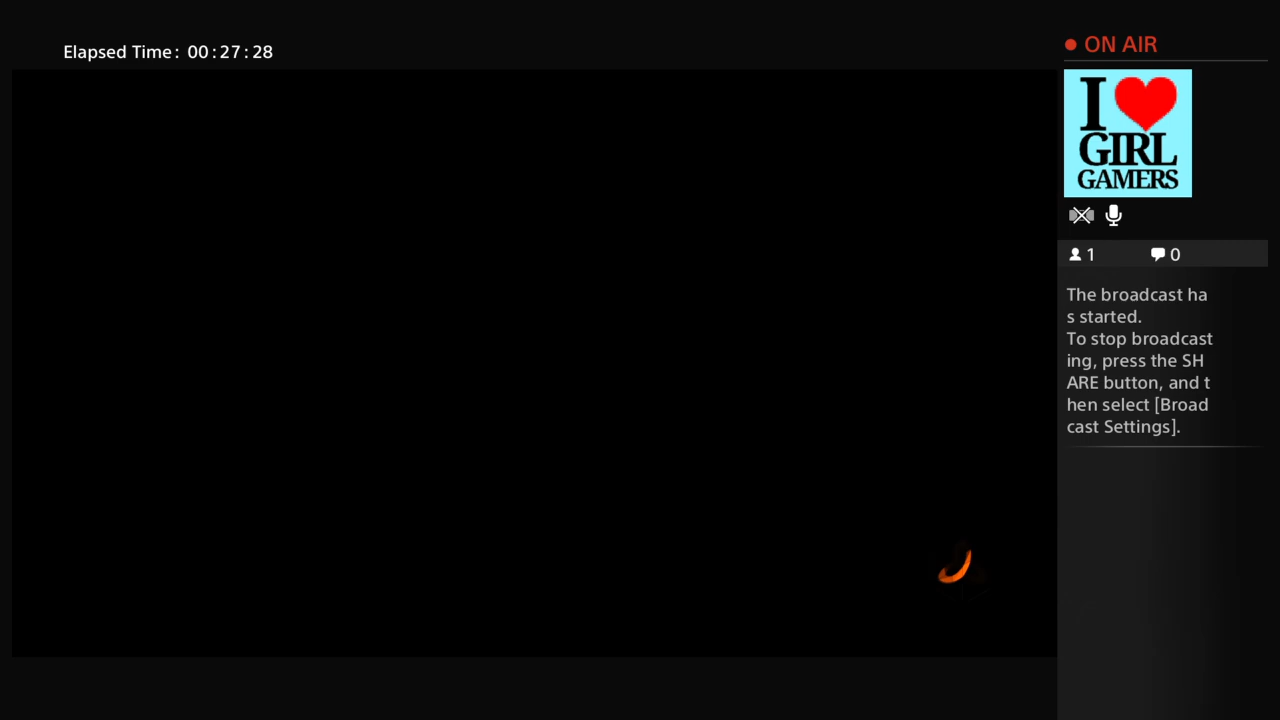 Elapsed Time: 00:27:28
ON AIR
I
GIRL
GAMERS
1
0
The broadcast ha
s started.
To stop broadcast
ing, press the SH
ARE button, and t
hen select [Broad
cast Settings].